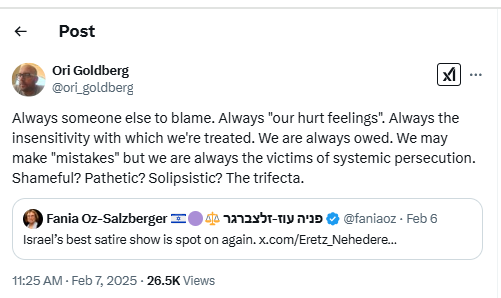 Post
Ori Goldberg
@ori_goldberg
Always someone else to blame. Always "our hurt feelings". Always the
insensitivity with which we're treated. We are always owed. We may
make "mistakes" but we are always the victims of systemic persecution.
Shameful? Pathetic? Solipsistic? The trifecta.
Fania Oz-Salzberger 🇮🇱🟣⚖️ פניה עוז-זלצברגר @faniaoz · Feb 6
Israel's best satire show is spot on again. x.com/Eretz_Nehedere...
11:25 AM · Feb 7, 2025 · 26.5K Views